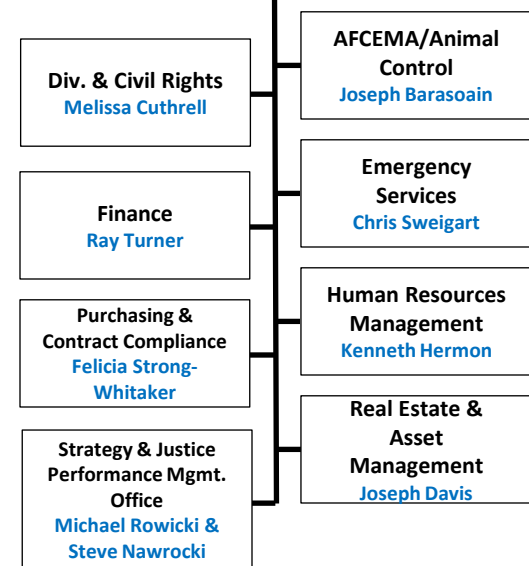 Div. & Civil Rights
Melissa Cuthrell
Finance
Ray Turner
Purchasing &
Contract Compliance
Felicia Strong-
Whitaker
Strategy & Justice
Performance Mgmt.
Office
Michael Rowicki &
Steve Nawrocki
AFCEMA/Animal
Control
Joseph Barasoain
Emergency
Services
Chris Sweigart
Human Resources
Management
Kenneth Hermon
Real Estate &
Asset
Management
Joseph Davis